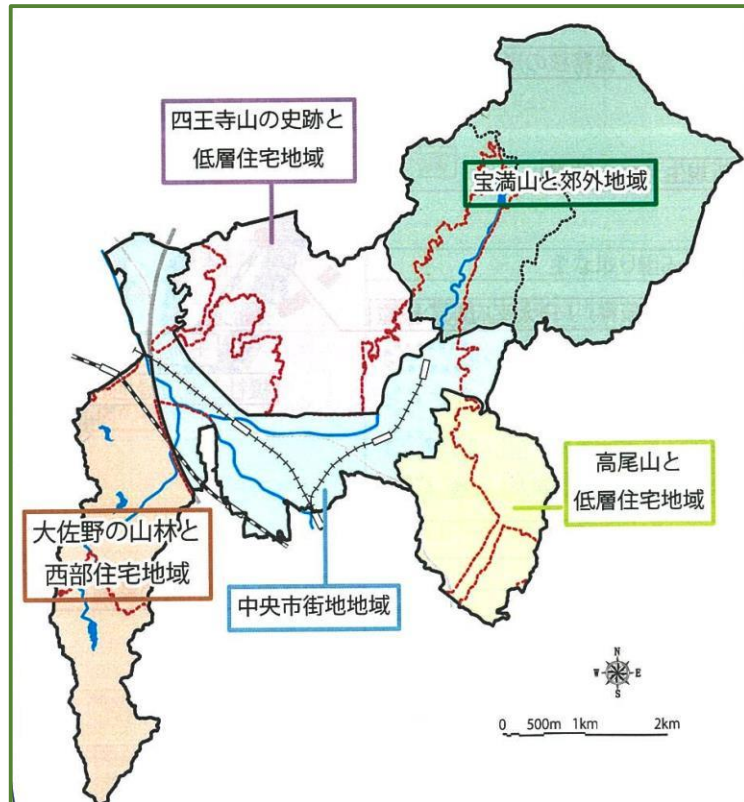 四王寺山の史跡と
低層住宅地域
宝満山と郊外地域
高尾山と
低層住宅地域
大佐野の山林と
西部住宅地域
中央市街地地域
N
W
E
S
0 500m 1km 2km